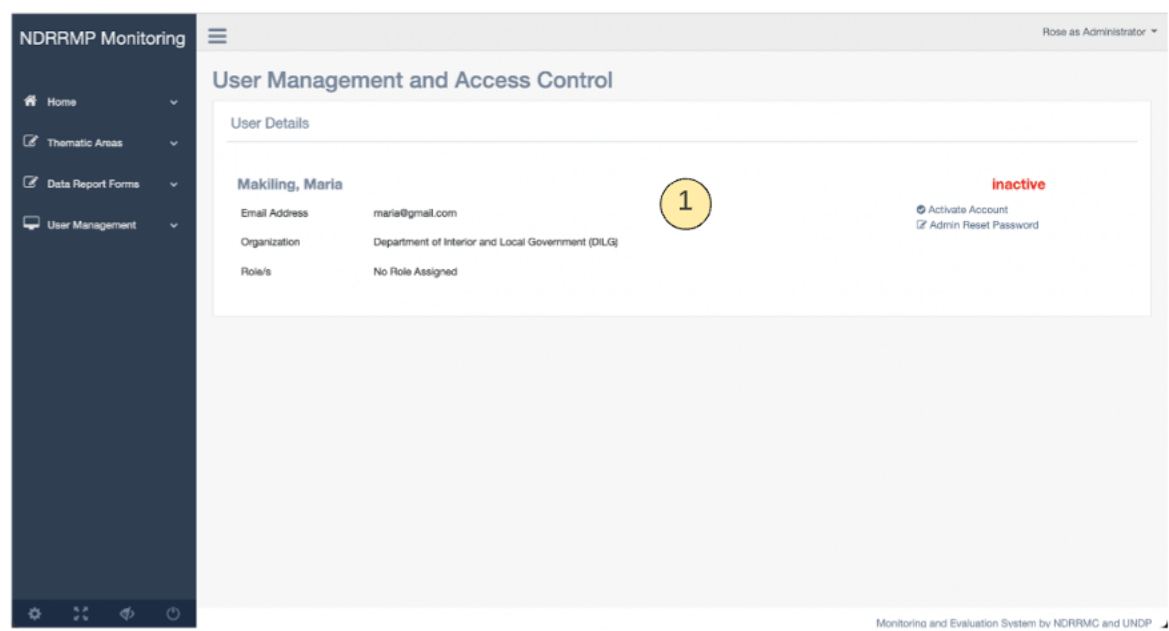 NDRRMP Monitoring
Rose as Administrator
User Management and Access Control
Home
Thematic Areas
Data Report Forms
User Management
User Details
Makiling, Maria
inactive
1
Email Address maria@gmail.com
Activate Account
Admin Reset Password
Organization Department of Interior and Local Government (DILG)
Role/s No Role Assigned
Monitoring and Evaluation System by NDRRMC and UNDP